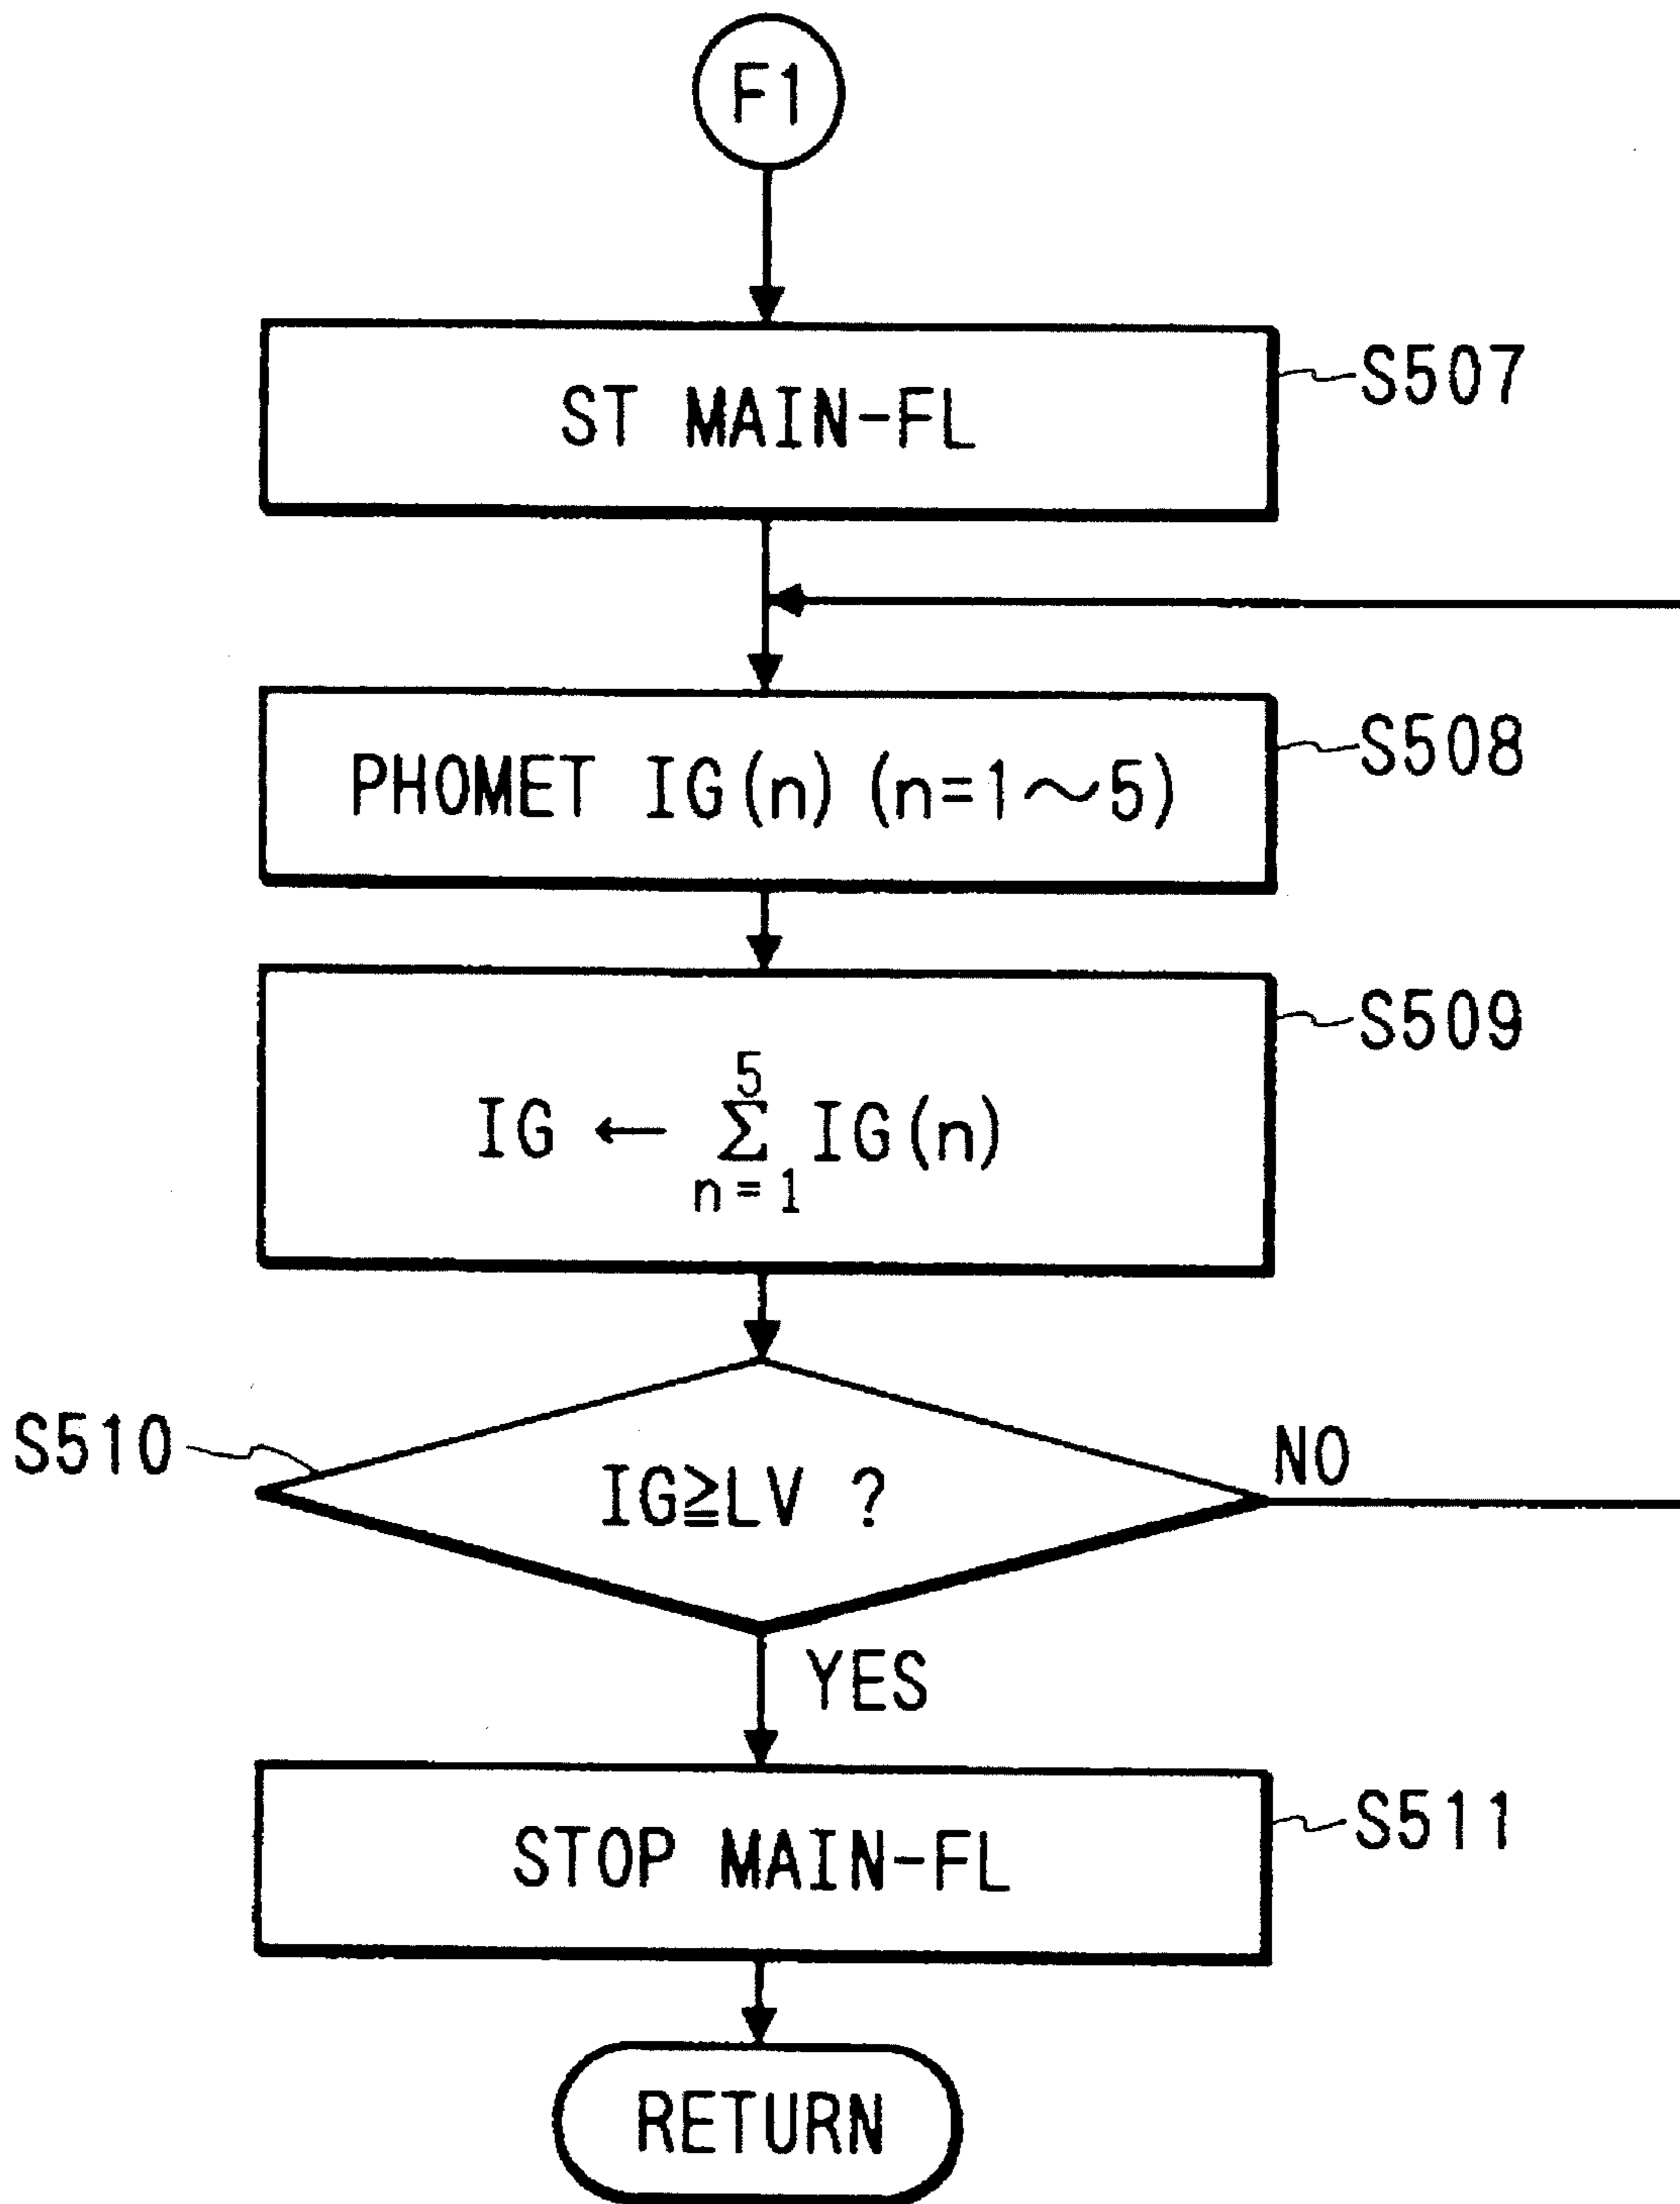 F1
ST MAIN-FL
S507
PHOMET IG(n) (n=1～5)
S508
S509
5
IG ← Σ IG(n)
n=1
S510
IG≧LV ?
NO
YES
STOP MAIN-FL
S511
RETURN